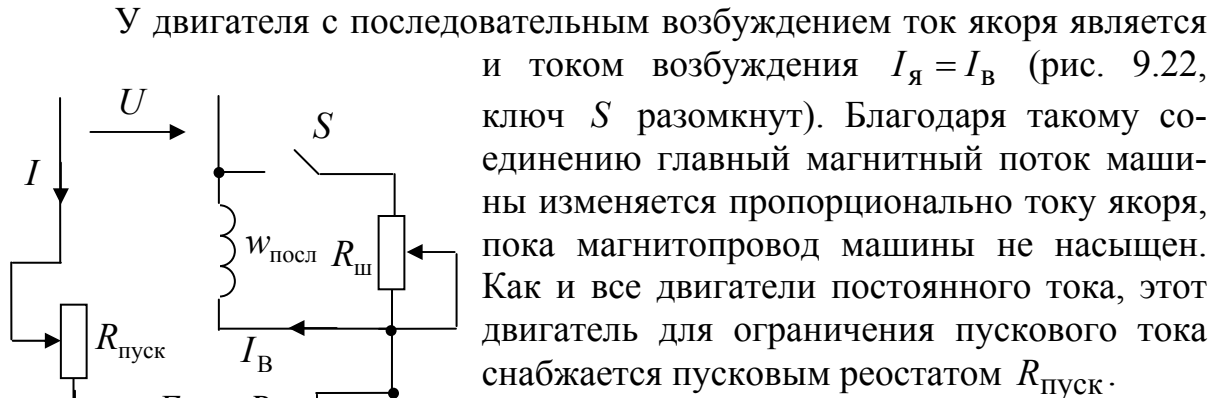 У двигателя с последовательным возбуждением ток якоря является
и током возбуждения I_я = I_в (рис. 9.22,
ключ S разомкнут). Благодаря такому со-
единению главный магнитный поток маши-
ны изменяется пропорционально току якоря,
пока магнитопровод машины не насыщен.
Как и все двигатели постоянного тока, этот
двигатель для ограничения пускового тока
снабжается пусковым реостатом R_пуск.
U
S
I
w_посл
R_ш
R_пуск
I_В